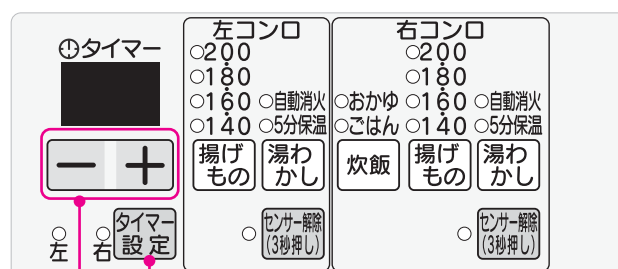 タイマー
− +
左 右
タイマー
設定
左コンロ
○200
○180
○160 ○自動消火
○140 ○5分保温
揚げ
もの
湯わ
かし
センサー解除
(3秒押し)
右コンロ
○200
○180
○おかゆ ○160 ○自動消火
○ごはん ○140 ○5分保温
炊飯
揚げ
もの
湯わ
かし
センサー解除
(3秒押し)